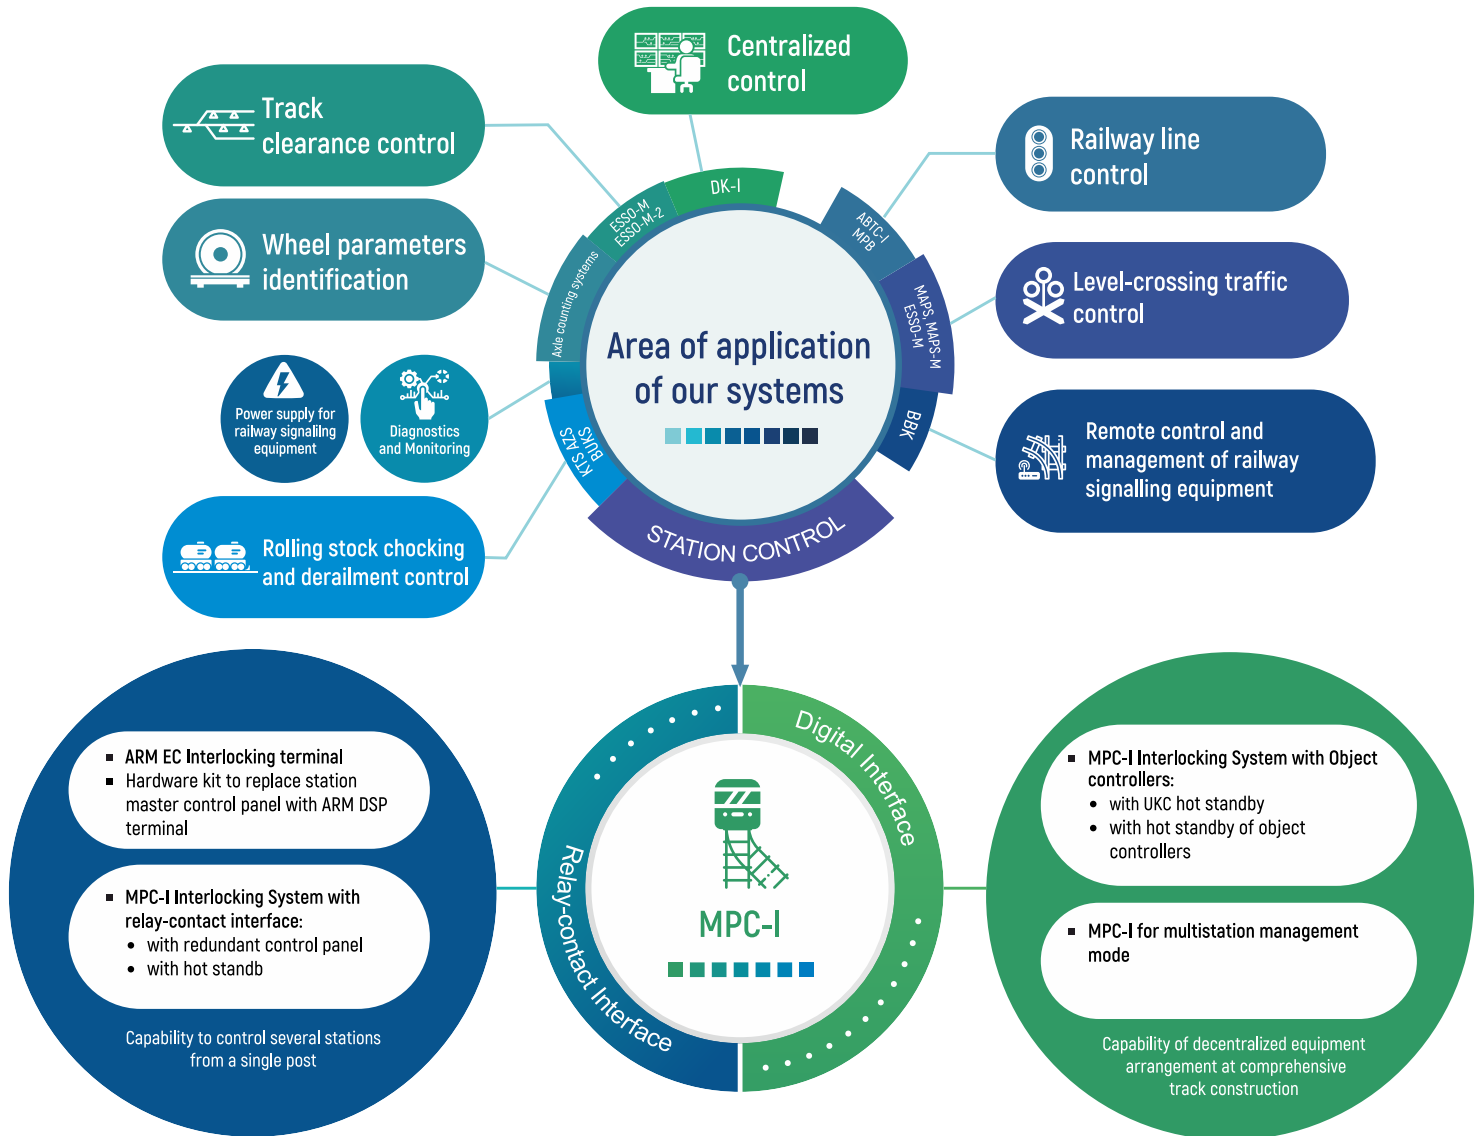 Centralized
control
Track
clearance control
Railway line
control
Wheel parameters
identification
Level-crossing traffic
control
Power supply for
railway signaling
equipment
Diagnostics
and Monitoring
Remote control and
management of railway
signalling equipment
Rolling stock chocking
and derailment control
DK-I
ESSO-M
ESSO-M-2
Axle counting systems
KTS AZS
BUKS
ABTC-I
MPB
MAPS, MAPS-M
ESSO-M
BBK
Area of application
of our systems
STATION CONTROL
▪ ARM EC Interlocking terminal
▪ Hardware kit to replace station
master control panel with ARM DSP
terminal
▪ MPC-I Interlocking System with
relay-contact interface:
• with redundant control panel
• with hot standb
Capability to control several stations
from a single post
Relay-contact Interface
Digital Interface
MPC-I
▪ MPC-I Interlocking System with Object
controllers:
• with UKC hot standby
• with hot standby of object
controllers
▪ MPC-I for multistation management
mode
Capability of decentralized equipment
arrangement at comprehensive
track construction